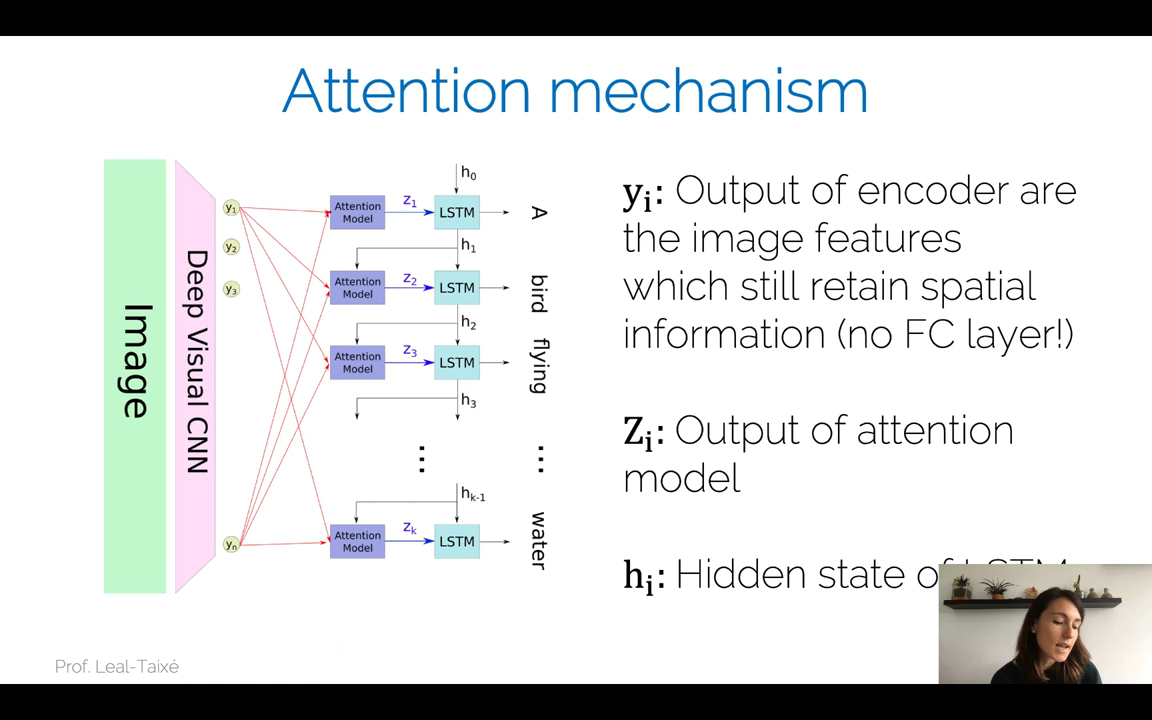 Attention mechanism
Image
Deep Visual CNN
y1
y2
y3
yn
h0
Attention
Model
z1
LSTM
A
h1
Attention
Model
z2
LSTM
bird
h2
Attention
Model
z3
LSTM
flying
h3
⋮
⋮
hk-1
Attention
Model
zk
LSTM
water
yi: Output of encoder are
the image features
which still retain spatial
information (no FC layer!)
Zi: Output of attention
model
hi: Hidden state of LSTM
Prof. Leal-Taixé